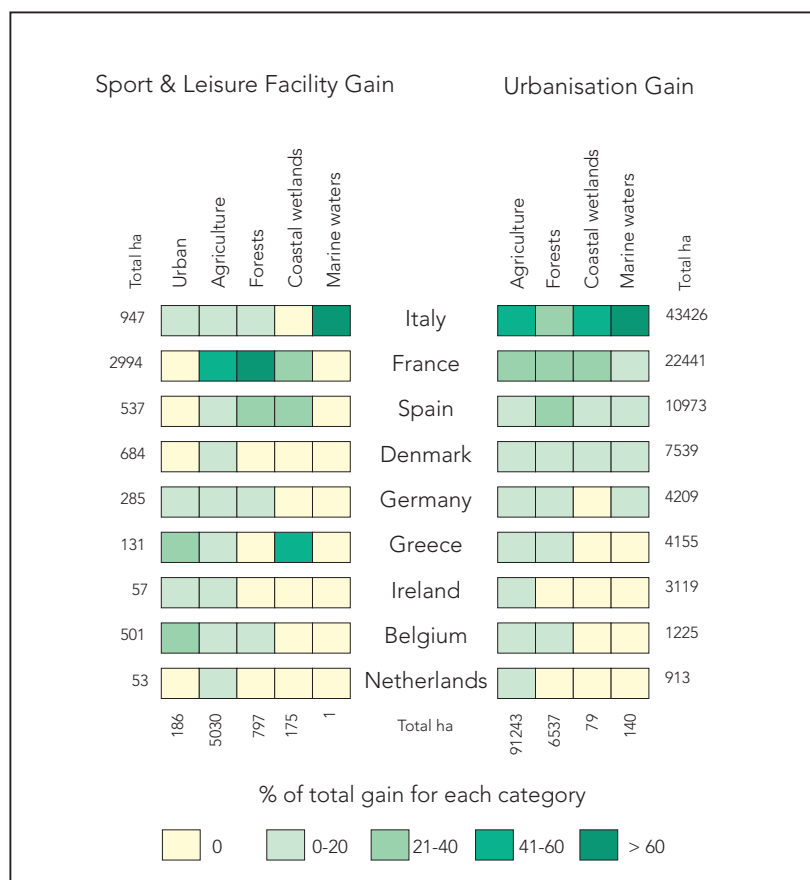 Sport & Leisure Facility Gain
Urbanisation Gain
Total ha
Urban
Agriculture
Forests
Coastal wetlands
Marine waters
Agriculture
Forests
Coastal wetlands
Marine waters
Total ha
947 Italy 43426
2994 France 22441
537 Spain 10973
684 Denmark 7539
285 Germany 4209
131 Greece 4155
57 Ireland 3119
501 Belgium 1225
53 Netherlands 913
186 5030 797 175 1 Total ha 91243 6537 79 140
% of total gain for each category
0 0-20 21-40 41-60 > 60